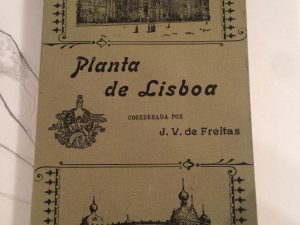 Planta
de Lisboa
COORDENADA POR
J. V. de Freitas